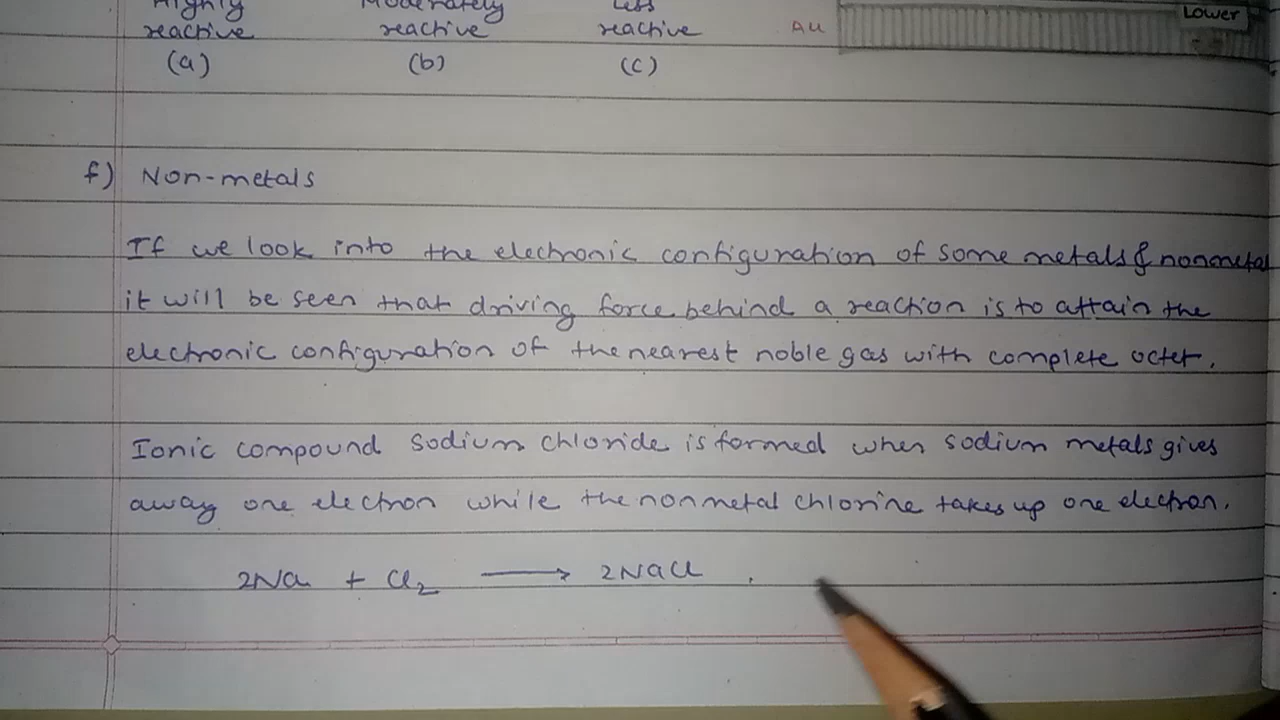 Highly Moderately Less
reactive reactive reactive Au Lower
(a) (b) (c)
f) Non-metals
If we look into the electronic configuration of some metals & nonmetal
it will be seen that driving force behind a reaction is to attain the
electronic configuration of the nearest noble gas with complete octet.
Ionic compound sodium chloride is formed when sodium metals gives
away one electron while the nonmetal chlorine takes up one electron.
2Na + Cl2 → 2NaCl .